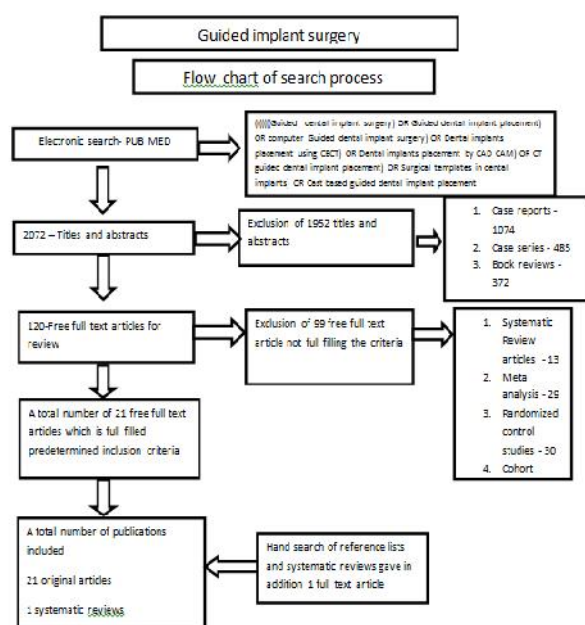 Guided implant surgery
Flow chart of search process
Electronic search- PUB MED
(((((Guided dental implant surgery) OR Guided dental implant placement)
OR computer Guided dental implant surgery) OR Dental implants
placement using CBCT) OR Dental implants placement by CAD CAM) OR CT
guided dental implant placement) OR Surgical templates in dental
implants OR Cast based guided dental implant placement
2072 – Titles and abstracts
Exclusion of 1952 titles and
abstracts
1. Case reports -
1074
2. Case series - 485
3. Book reviews -
372
120-Free full text articles for
review
Exclusion of 99 free full text
article not full filling the criteria
1. Systematic
Review
articles - 13
2. Meta
analysis - 29
3. Randomized
control
studies - 30
4. Cohort
A total number of 21 free full text
articles which is full filled
predetermined inclusion criteria
A total number of publications
included
21 original articles
1 systematic reviews
Hand search of reference lists
and systematic reviews gave in
addition 1 full text article